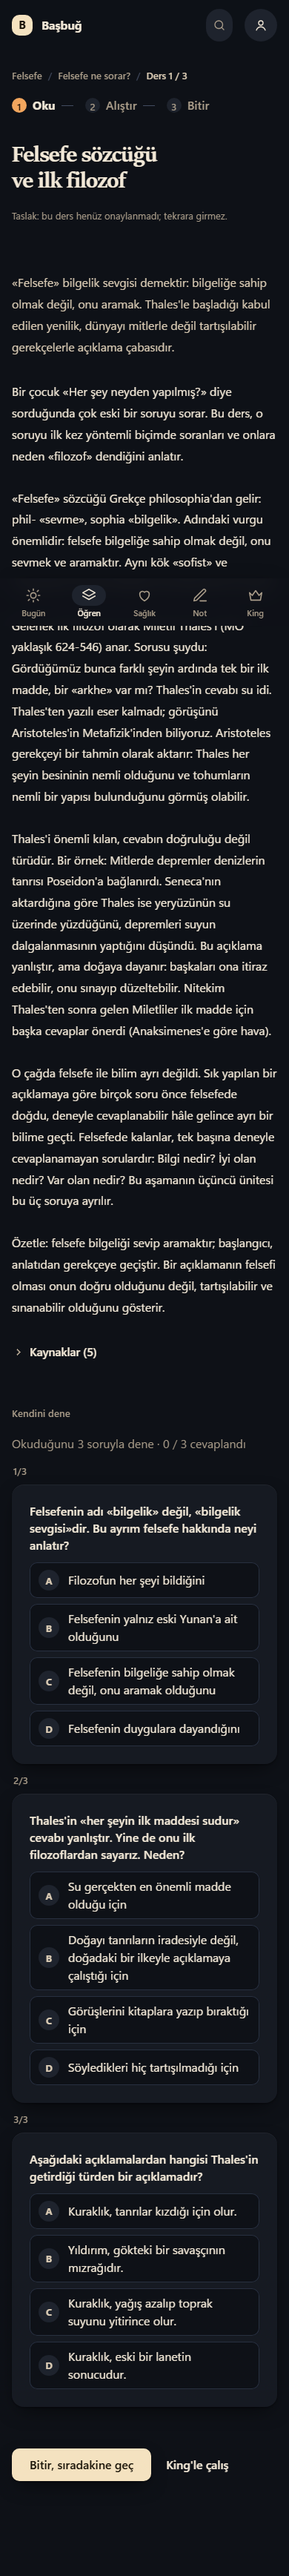 B Başbuğ
Felsefe / Felsefe ne sorar? / Ders 1 / 3
1 Oku — 2 Alıştır — 3 Bitir
Felsefe sözcüğü
ve ilk filozof
Taslak: bu ders henüz onaylanmadı; tekrara girmez.
«Felsefe» bilgelik sevgisi demektir: bilgeliğe sahip
olmak değil, onu aramak. Thales'le başladığı kabul
edilen yenilik, dünyayı mitlerle değil tartışılabilir
gerekçelerle açıklama çabasıdır.
Bir çocuk «Her şey neyden yapılmış?» diye
sorduğunda çok eski bir soruyu sorar. Bu ders, o
soruyu ilk kez yöntemli biçimde soranları ve onlara
neden «filozof» dendiğini anlatır.
«Felsefe» sözcüğü Grekçe philosophia'dan gelir:
phil- «sevme», sophia «bilgelik». Adındaki vurgu
önemlidir: felsefe bilgeliğe sahip olmak değil, onu
sevmek ve aramaktır. Aynı kök «sofist» ve
Bugün
Öğren
Sağlık
Not
King
Gelenek ilk filozof olarak Miletli Thales'i (MÖ
yaklaşık 624-546) anar. Sorusu şuydu:
Gördüğümüz bunca farklı şeyin ardında tek bir ilk
madde, bir «arkhe» var mı? Thales'in cevabı su idi.
Thales'ten yazılı eser kalmadı; görüşünü
Aristoteles'in Metafizik'inden biliyoruz. Aristoteles
gerekçeyi bir tahmin olarak aktarır: Thales her
şeyin besininin nemli olduğunu ve tohumların
nemli bir yapısı bulunduğunu görmüş olabilir.
Thales'i önemli kılan, cevabın doğruluğu değil
türüdür. Bir örnek: Mitlerde depremler denizlerin
tanrısı Poseidon'a bağlanırdı. Seneca'nın
aktardığına göre Thales ise yeryüzünün su
üzerinde yüzdüğünü, depremleri suyun
dalgalanmasının yaptığını düşündü. Bu açıklama
yanlıştır, ama doğaya dayanır: başkaları ona itiraz
edebilir, onu sınayıp düzeltebilir. Nitekim
Thales'ten sonra gelen Miletliler ilk madde için
başka cevaplar önerdi (Anaksimenes'e göre hava).
O çağda felsefe ile bilim ayrı değildi. Sık yapılan bir
açıklamaya göre birçok soru önce felsefede
doğdu, deneyle cevaplanabilir hâle gelince ayrı bir
bilime geçti. Felsefede kalanlar, tek başına deneyle
cevaplanamayan sorulardır: Bilgi nedir? İyi olan
nedir? Var olan nedir? Bu aşamanın üçüncü ünitesi
bu üç soruya ayrılır.
Özetle: felsefe bilgeliği sevip aramaktır; başlangıcı,
anlatıdan gerekçeye geçiştir. Bir açıklamanın felsefi
olması onun doğru olduğunu değil, tartışılabilir ve
sınanabilir olduğunu gösterir.
Kaynaklar (5)
Kendini dene
Okuduğunu 3 soruyla dene · 0 / 3 cevaplandı
1/3
Felsefenin adı «bilgelik» değil, «bilgelik
sevgisi»dir. Bu ayrım felsefe hakkında neyi
anlatır?
A Filozofun her şeyi bildiğini
B Felsefenin yalnız eski Yunan'a ait
olduğunu
C Felsefenin bilgeliğe sahip olmak
değil, onu aramak olduğunu
D Felsefenin duygulara dayandığını
2/3
Thales'in «her şeyin ilk maddesi sudur»
cevabı yanlıştır. Yine de onu ilk
filozoflardan sayarız. Neden?
A Su gerçekten en önemli madde
olduğu için
B Doğayı tanrıların iradesiyle değil,
doğadaki bir ilkeyle açıklamaya
çalıştığı için
C Görüşlerini kitaplara yazıp bıraktığı
için
D Söyledikleri hiç tartışılmadığı için
3/3
Aşağıdaki açıklamalardan hangisi Thales'in
getirdiği türden bir açıklamadır?
A Kuraklık, tanrılar kızdığı için olur.
B Yıldırım, gökteki bir savaşçının
mızrağıdır.
C Kuraklık, yağış azalıp toprak
suyunu yitirince olur.
D Kuraklık, eski bir lanetin
sonucudur.
Bitir, sıradakine geç
King'le çalış